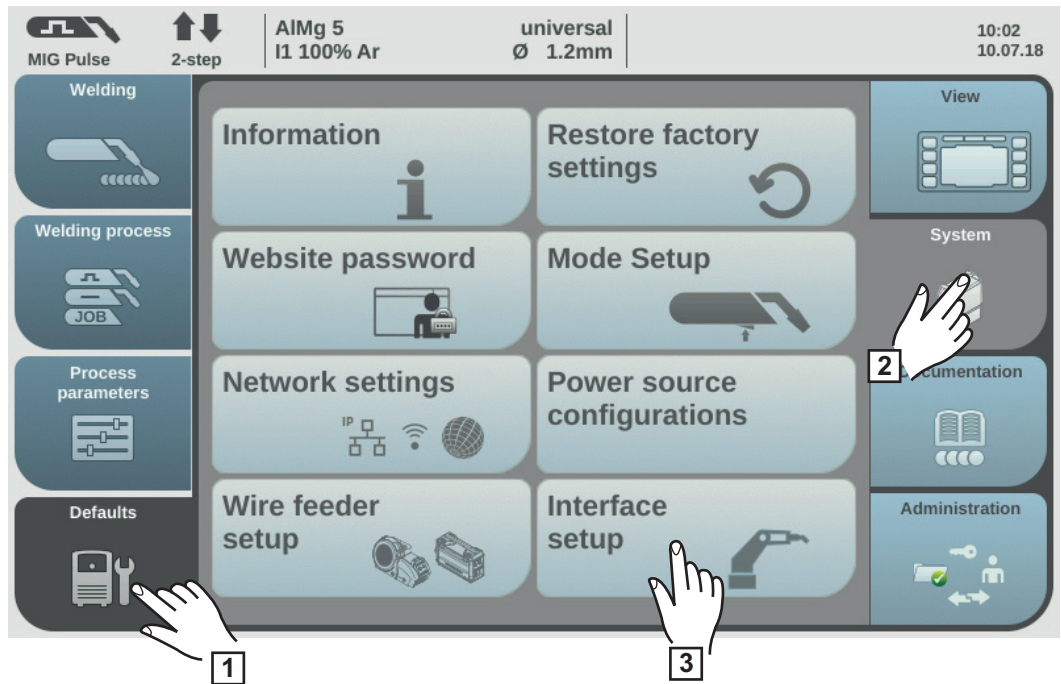 MIG Pulse
2-step
AlMg 5
I1 100% Ar
universal
Ø 1.2mm
10:02
10.07.18
Welding
Welding process
JOB
Process
parameters
Defaults
Information
Restore factory
settings
Website password
Mode Setup
Network settings
IP
Power source
configurations
Wire feeder
setup
Interface
setup
View
System
Administration
1
2
3